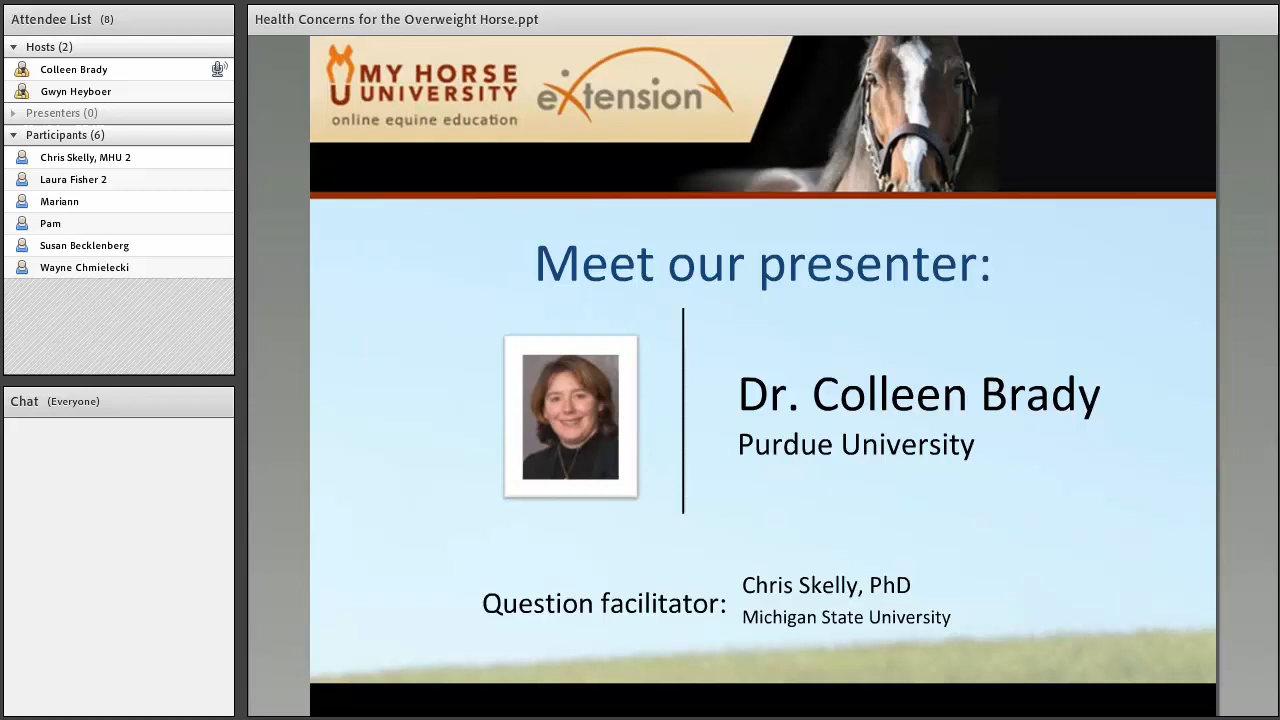 Attendee List (8)
Hosts (2)
Colleen Brady
Gwyn Heyboer
Presenters (0)
Participants (6)
Chris Skelly, MHU 2
Laura Fisher 2
Mariann
Pam
Susan Becklenberg
Wayne Chmielecki
Chat (Everyone)
Health Concerns for the Overweight Horse.ppt
MY HORSE
UNIVERSITY
online equine education
eXtension
Meet our presenter:
Dr. Colleen Brady
Purdue University
Question facilitator:
Chris Skelly, PhD
Michigan State University